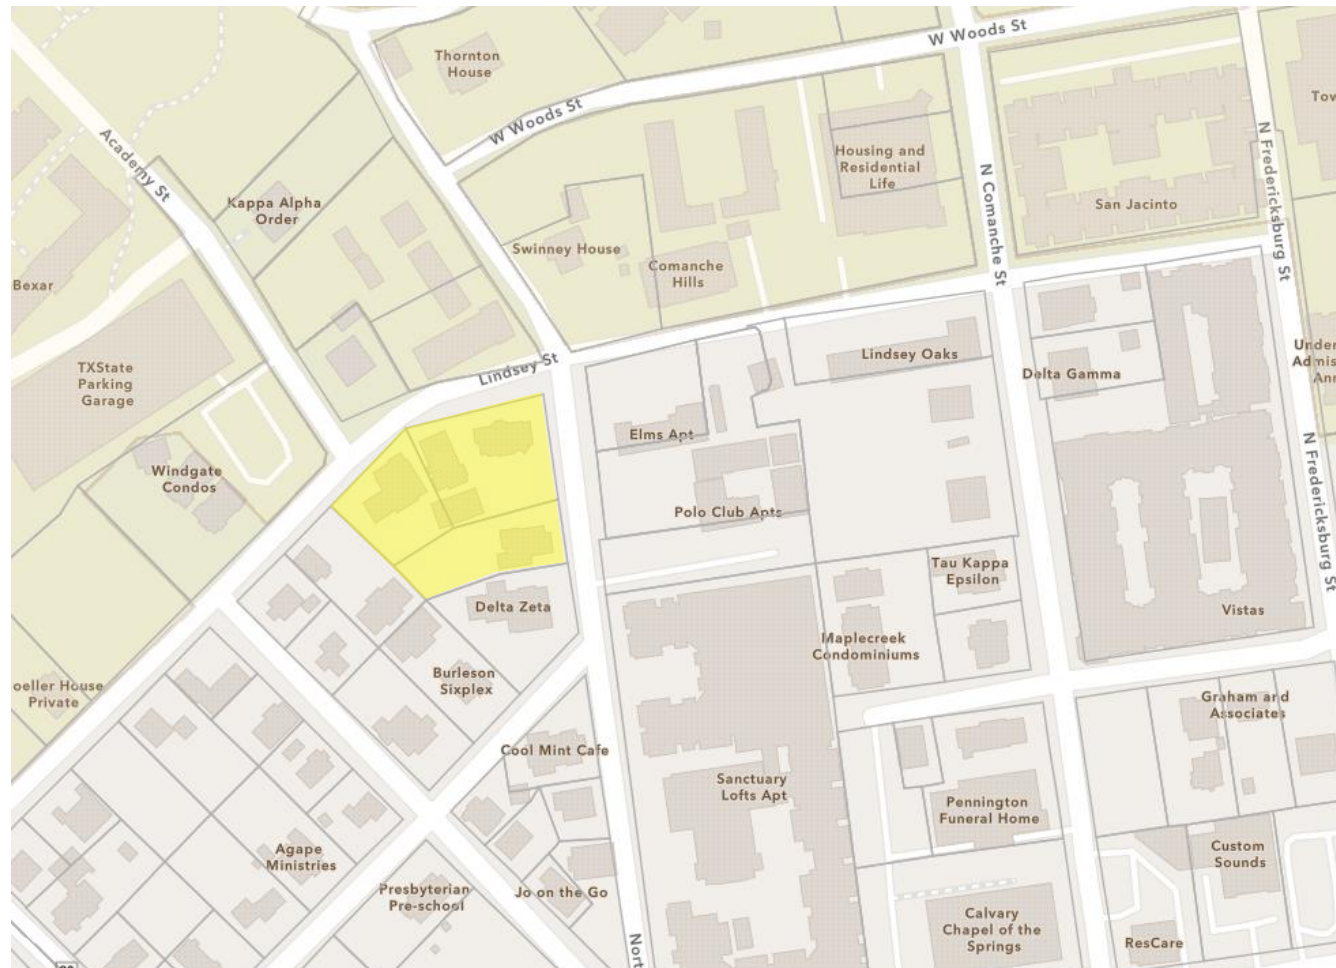 W Woods St
Thornton
House
W Woods St
Academy St
Kappa Alpha
Order
Housing and
Residential
Life
N Comanche St
San Jacinto
N Fredericksburg St
Swinney House
Comanche
Hills
Bexar
TXState
Parking
Garage
Lindsey St
Lindsey Oaks
Delta Gamma
Elms Apt
Windgate
Condos
Polo Club Apts
N Fredericksburg St
Tau Kappa
Epsilon
Delta Zeta
Vistas
Maplecreek
Condominiums
Burleson
Sixplex
oeller House
Private
Graham and
Associates
Cool Mint Cafe
Sanctuary
Lofts Apt
Pennington
Funeral Home
Agape
Ministries
Custom
Sounds
Presbyterian
Pre-school
Jo on the Go
Calvary
Chapel of the
Springs
ResCare
Nort